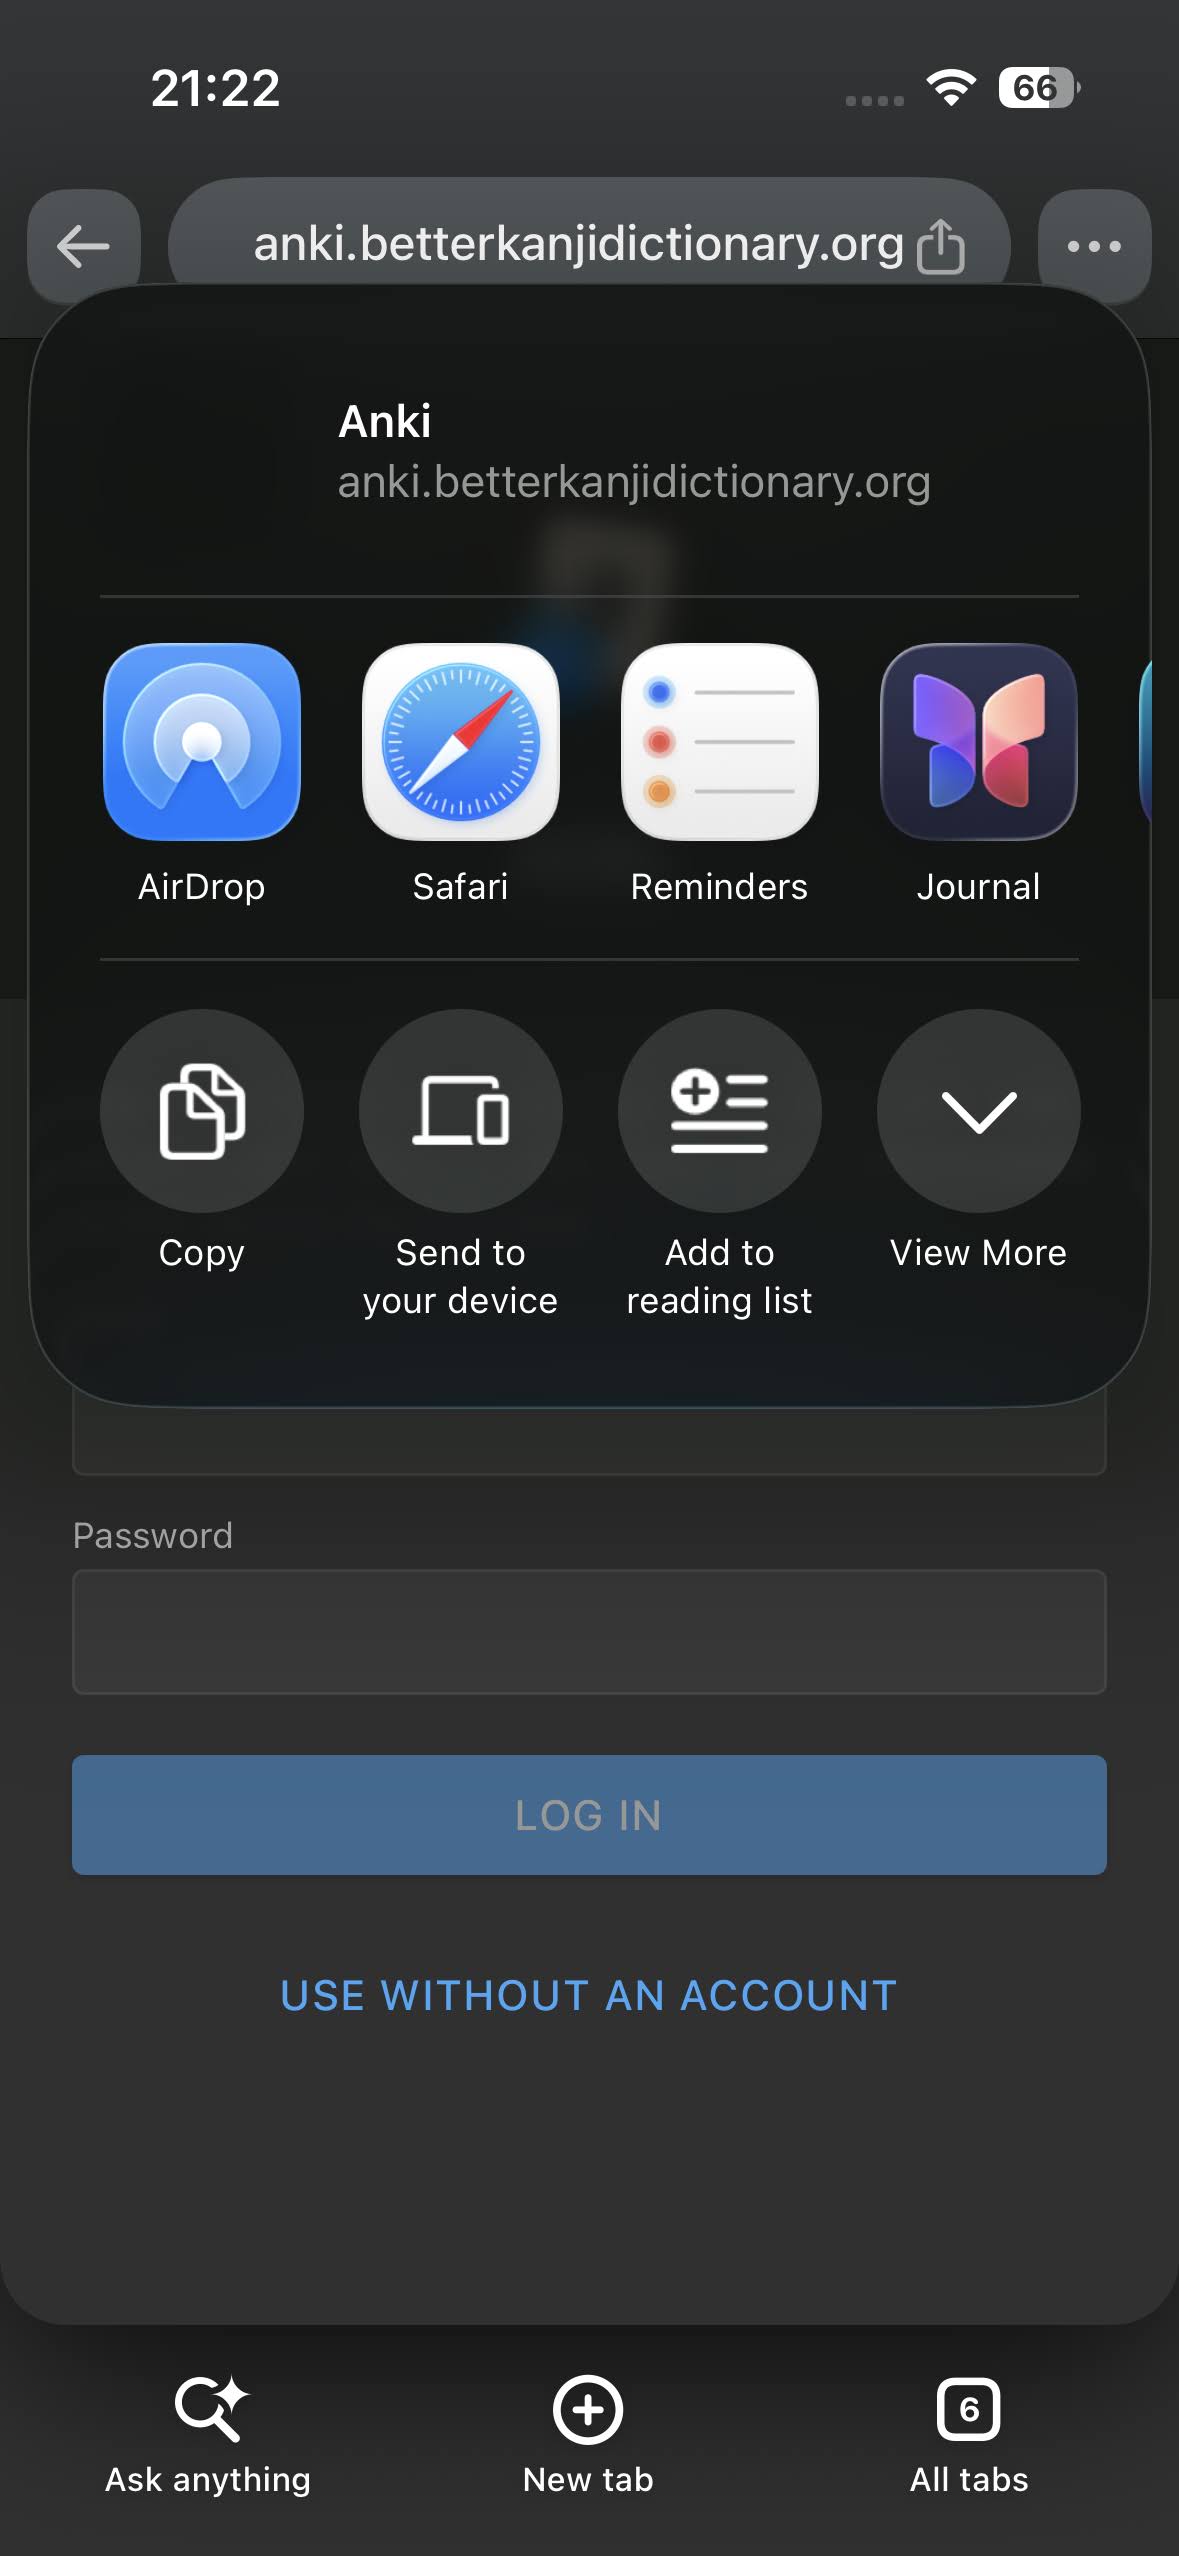 21:22
66
anki.betterkanjidictionary.org
Anki
anki.betterkanjidictionary.org
AirDrop
Safari
Reminders
Journal
Copy
Send to
your device
Add to
reading list
View More
Password
LOG IN
USE WITHOUT AN ACCOUNT
6
Ask anything
New tab
All tabs